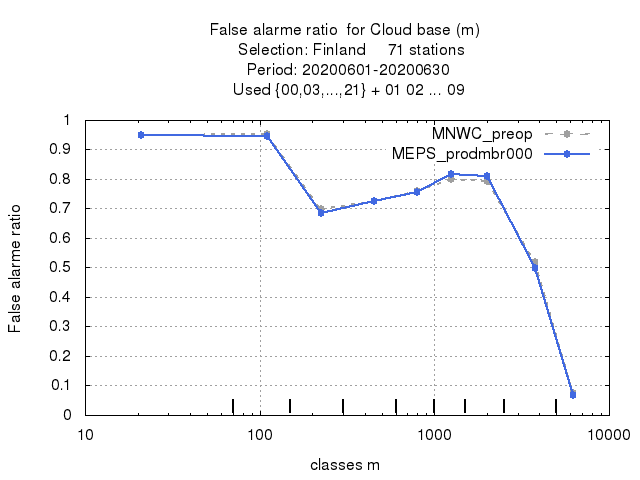 False alarme ratio  for Cloud base (m)
Selection: Finland     71 stations
Period: 20200601-20200630
Used {00,03,...,21} + 01 02 ... 09
MNWC_preop
MEPS_prodmbr000
1
0.9
0.8
0.7
0.6
0.5
0.4
0.3
0.2
0.1
0
False alarme ratio
10
100
1000
10000
classes m